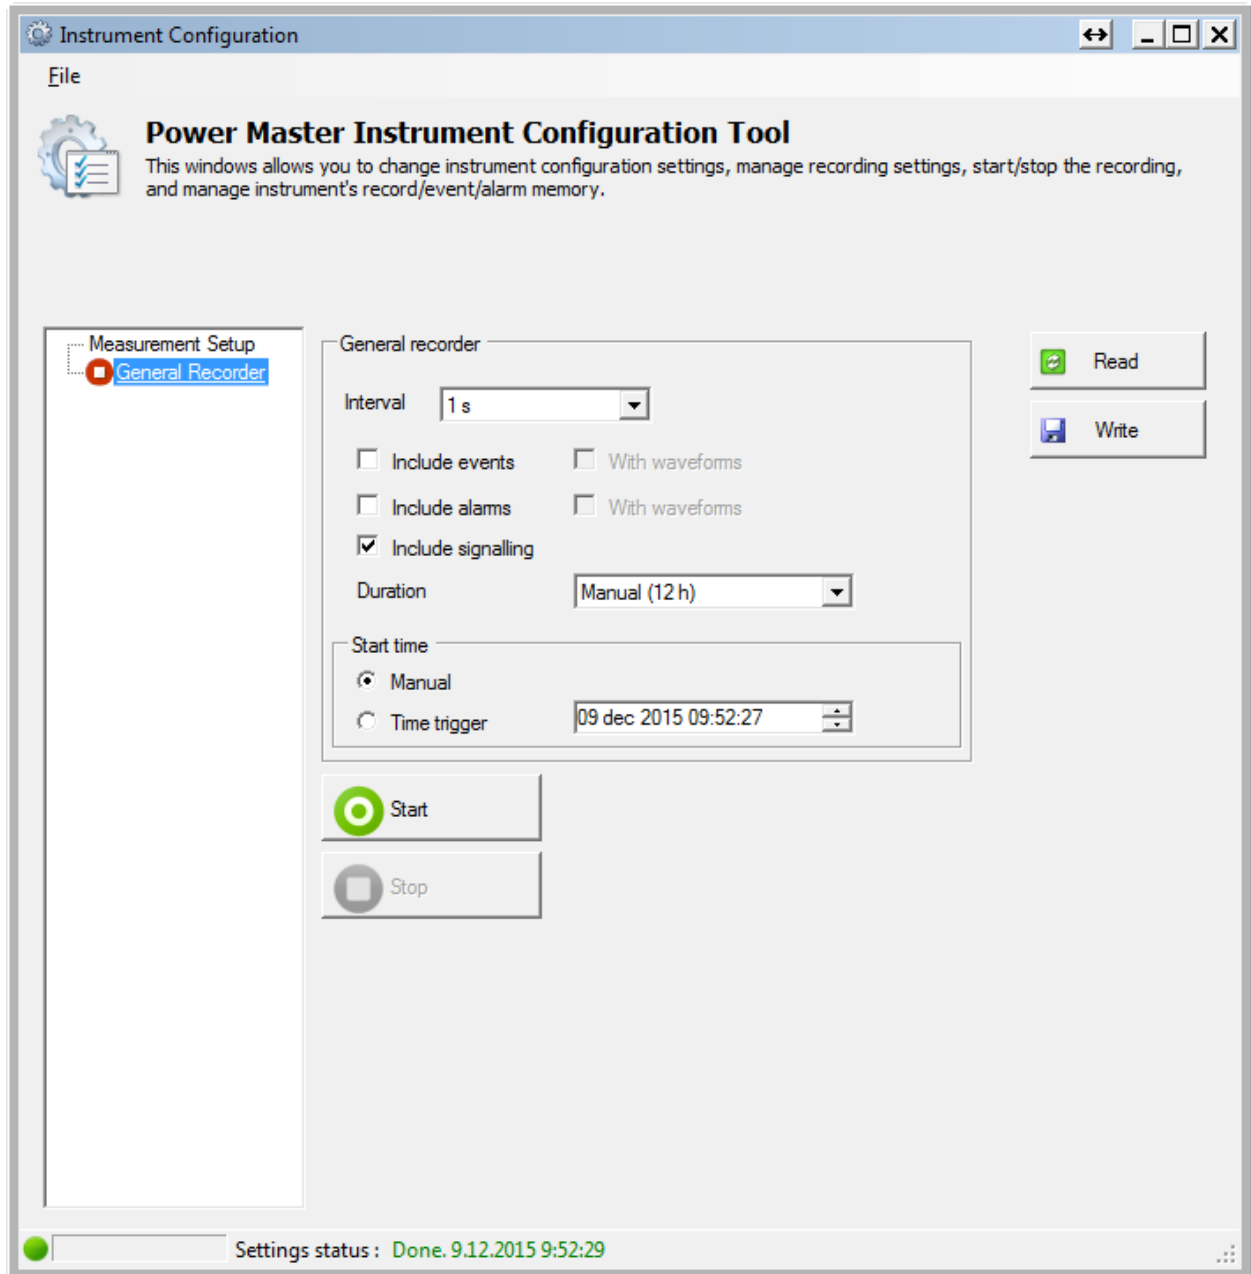 Instrument Configuration
File
Power Master Instrument Configuration Tool
This windows allows you to change instrument configuration settings, manage recording settings, start/stop the recording,
and manage instrument's record/event/alarm memory.
Measurement Setup
General Recorder
General recorder
Interval 1 s
Include events With waveforms
Include alarms With waveforms
Include signalling
Duration Manual (12 h)
Start time
Manual
Time trigger 09 dec 2015 09:52:27
Start
Stop
Read
Write
Settings status : Done. 9.12.2015 9:52:29